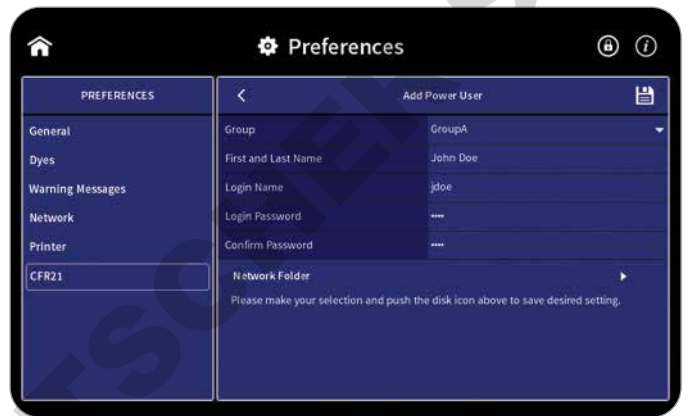 Preferences
PREFERENCES
General
Dyes
Warning Messages
Network
Printer
CFR21
Add Power User
Group GroupA
First and Last Name John Doe
Login Name jdoe
Login Password ••••
Confirm Password ••••
Network Folder
Please make your selection and push the disk icon above to save desired setting.